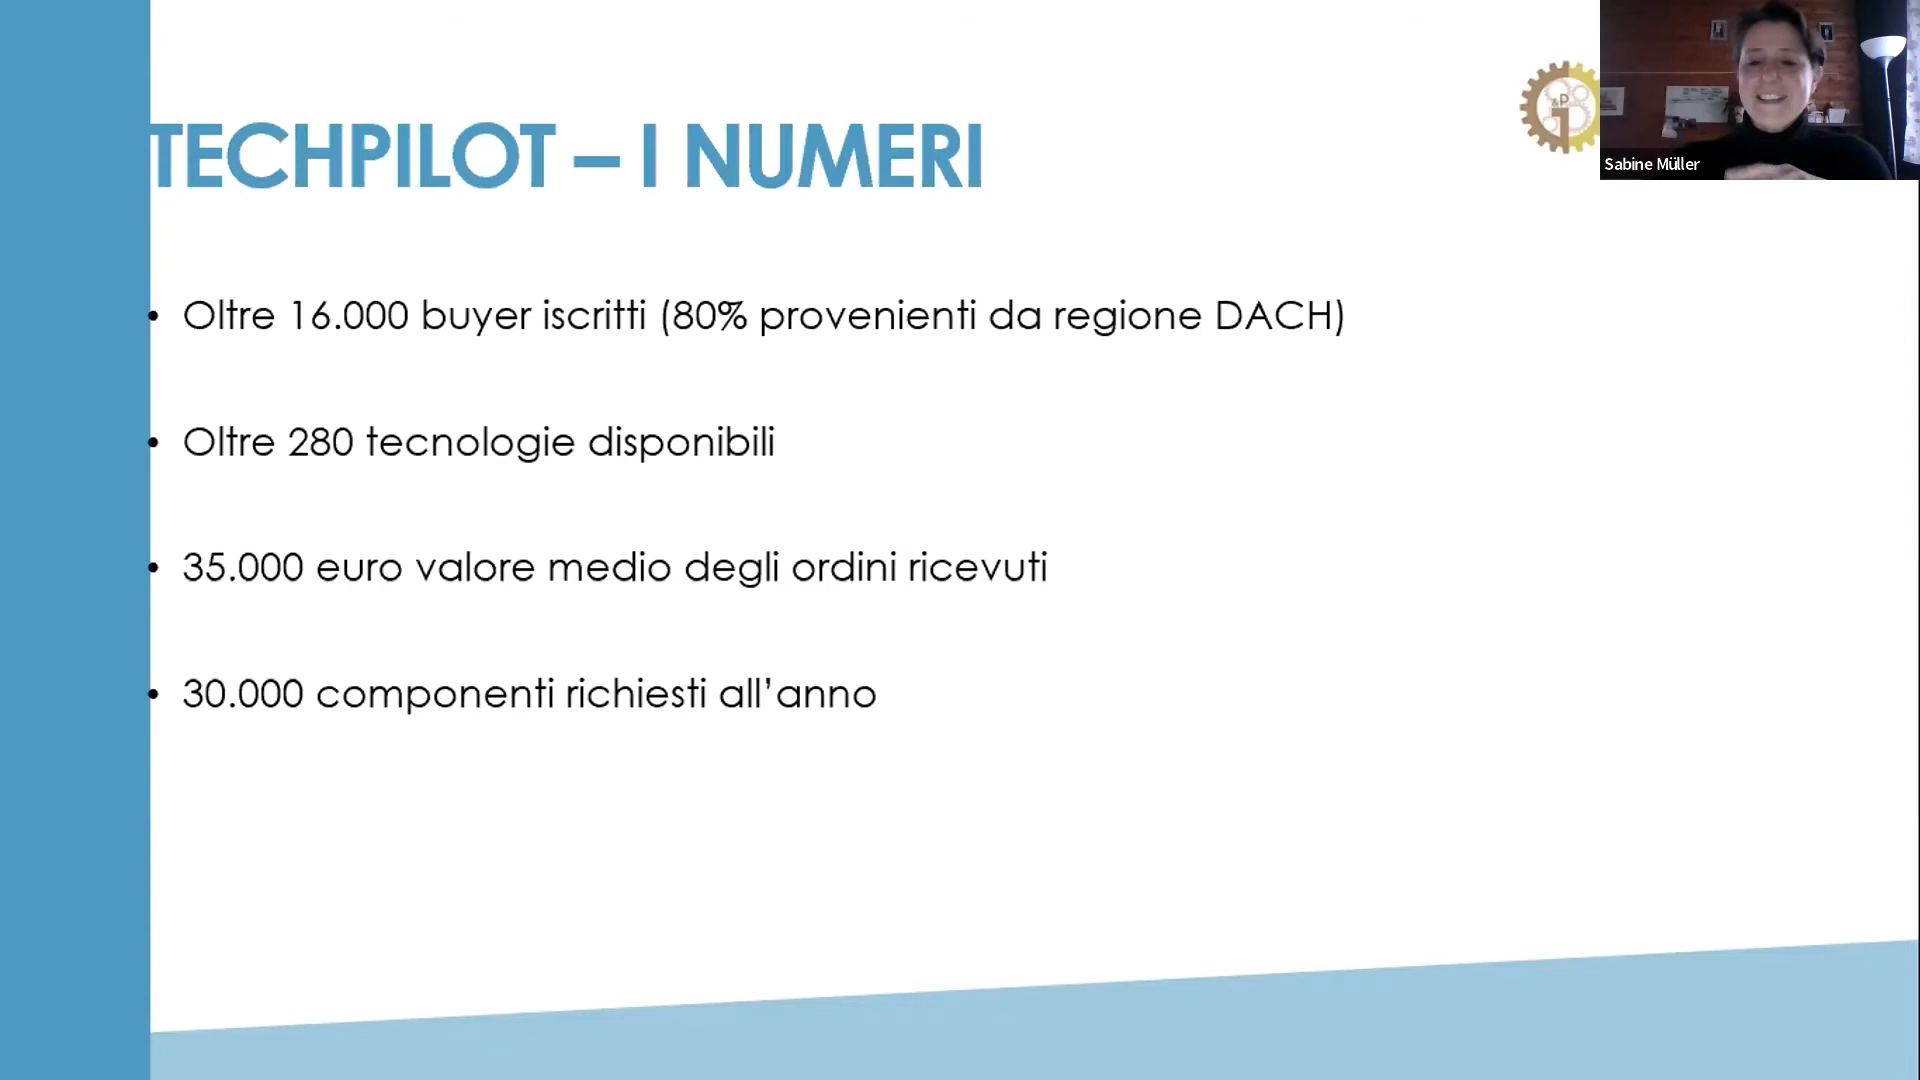 TECHPILOT – I NUMERI
&P
Sabine Müller
• Oltre 16.000 buyer iscritti (80% provenienti da regione DACH)
• Oltre 280 tecnologie disponibili
• 35.000 euro valore medio degli ordini ricevuti
• 30.000 componenti richiesti all’anno